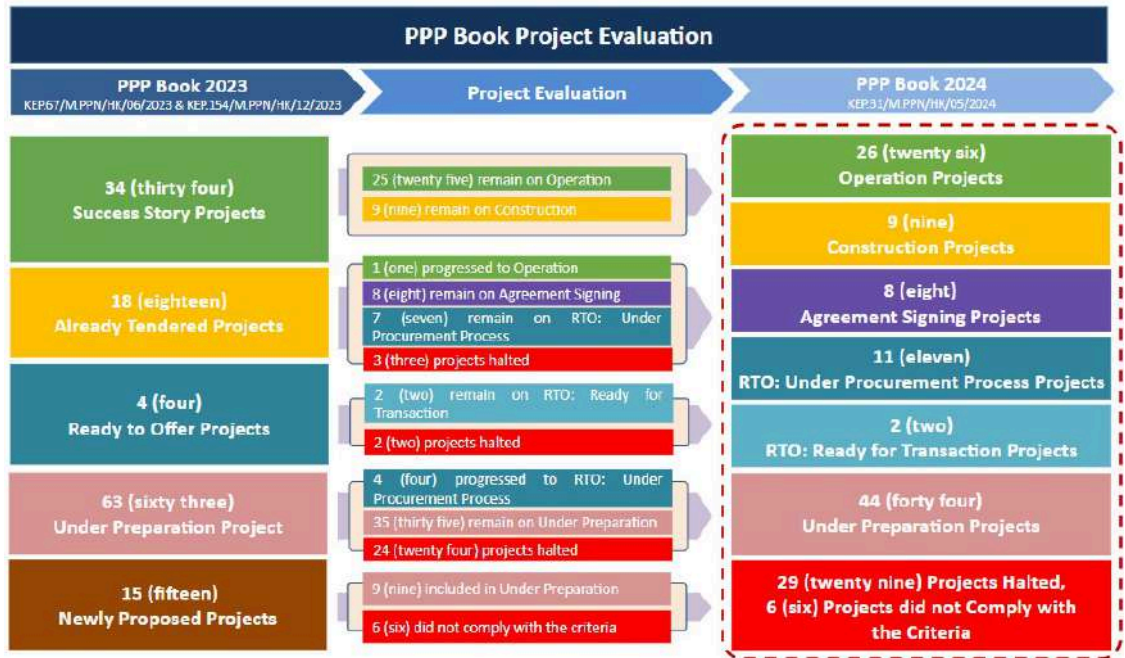 PPP Book Project Evaluation
PPP Book 2023
KEP.67/M.PPN/HK/06/2023 & KEP.154/M.PPN/HK/12/2023
Project Evaluation
PPP Book 2024
KEP.31/M.PPN/HK/05/2024
34 (thirty four)
Success Story Projects
18 (eighteen)
Already Tendered Projects
4 (four)
Ready to Offer Projects
63 (sixty three)
Under Preparation Project
15 (fifteen)
Newly Proposed Projects
25 (twenty five) remain on Operation
9 (nine) remain on Construction
1 (one) progressed to Operation
8 (eight) remain on Agreement Signing
7 (seven) remain on RTO: Under
Procurement Process
3 (three) projects halted
2 (two) remain on RTO: Ready for
Transaction
2 (two) projects halted
4 (four) progressed to RTO: Under
Procurement Process
35 (thirty five) remain on Under Preparation
24 (twenty four) projects halted
9 (nine) included in Under Preparation
6 (six) did not comply with the criteria
26 (twenty six)
Operation Projects
9 (nine)
Construction Projects
8 (eight)
Agreement Signing Projects
11 (eleven)
RTO: Under Procurement Process Projects
2 (two)
RTO: Ready for Transaction Projects
44 (forty four)
Under Preparation Projects
29 (twenty nine) Projects Halted,
6 (six) Projects did not Comply with
the Criteria